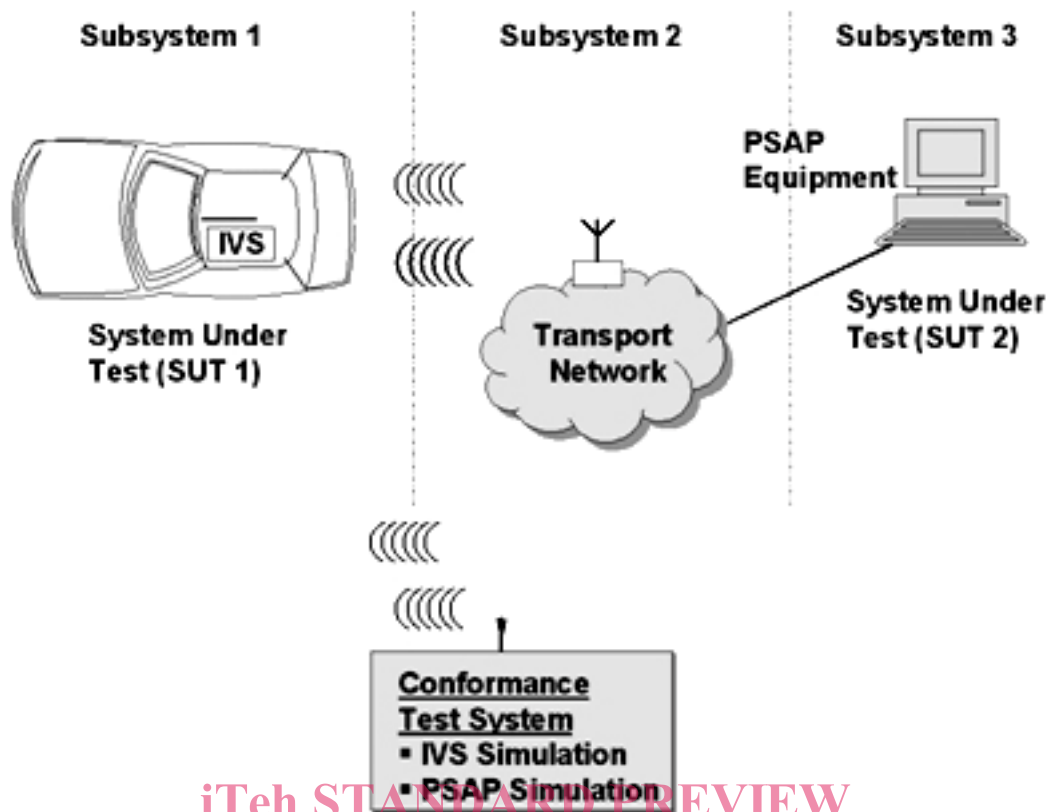 Subsystem 1
Subsystem 2
Subsystem 3
PSAP
Equipment
IVS
System Under
Test (SUT 1)
Transport
Network
System Under
Test (SUT 2)
Conformance
Test System
▪ IVS Simulation
▪ PSAP Simulation
iTeh STANDARD PREVIEW